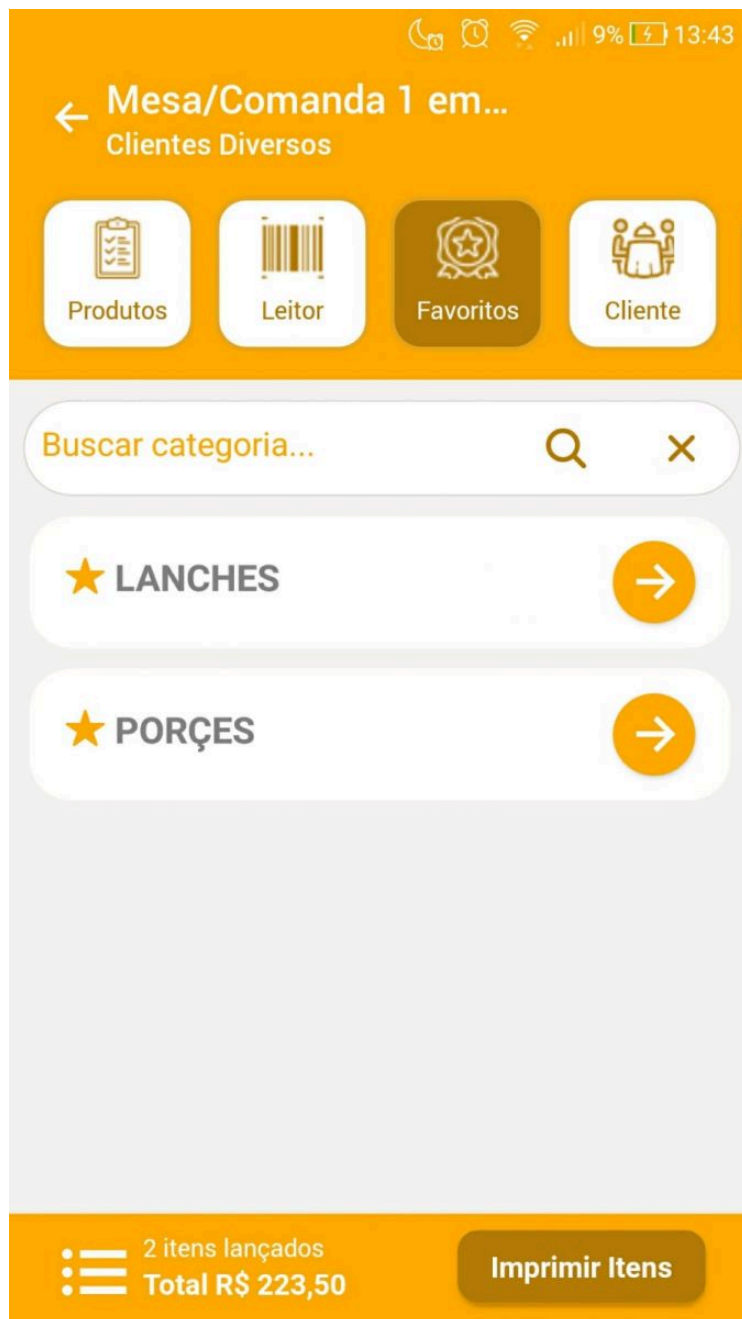 9% 13:43
Mesa/Comanda 1 em...
Clientes Diversos
Produtos
Leitor
Favoritos
Cliente
Buscar categoria...
LANCHES
PORÇES
2 itens lançados
Total R$ 223,50
Imprimir Itens